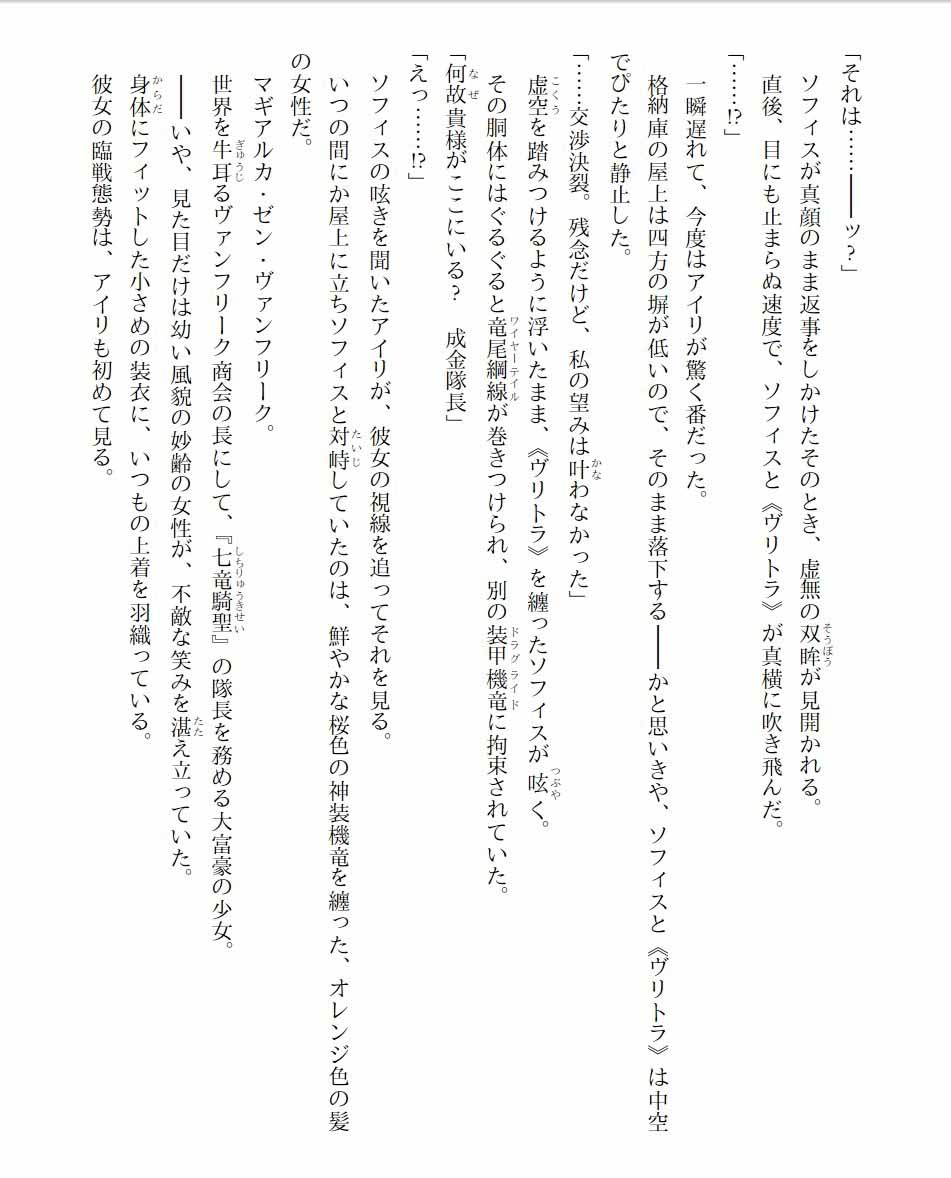 「それは……――ッ?」
ソフィスが真顔のまま返事をしかけたそのとき、虚無の双眸が見開かれる。
直後、目にも止まらぬ速度で、ソフィスと《ヴリトラ》が真横に吹き飛んだ。
「……!?」
一瞬遅れて、今度はアイリが驚く番だった。
格納庫の屋上は四方の塀が低いので、そのまま落下する――かと思いきや、ソフィスと《ヴリトラ》は中空
でぴたりと静止した。
「……交渉決裂。残念だけど、私の望みは叶わなかった」
虚空を踏みつけるように浮いたまま、《ヴリトラ》を纏ったソフィスが呟く。
その胴体にはぐるぐると竜尾綱線が巻きつけられ、別の装甲機竜に拘束されていた。
「何故貴様がここにいる? 成金隊長」
「えっ……!?」
ソフィスの呟きを聞いたアイリが、彼女の視線を追ってそれを見る。
いつの間にか屋上に立ちソフィスと対峙していたのは、鮮やかな桜色の神装機竜を纏った、オレンジ色の髪
の女性だ。
マギアルカ・ゼン・ヴァンフリーク。
世界を牛耳るヴァンフリーク商会の長にして、『七竜騎聖』の隊長を務める大富豪の少女。
――いや、見た目だけは幼い風貌の妙齢の女性が、不敵な笑みを湛え立っていた。
身体にフィットした小さめの装衣に、いつもの上着を羽織っている。
彼女の臨戦態勢は、アイリも初めて見る。